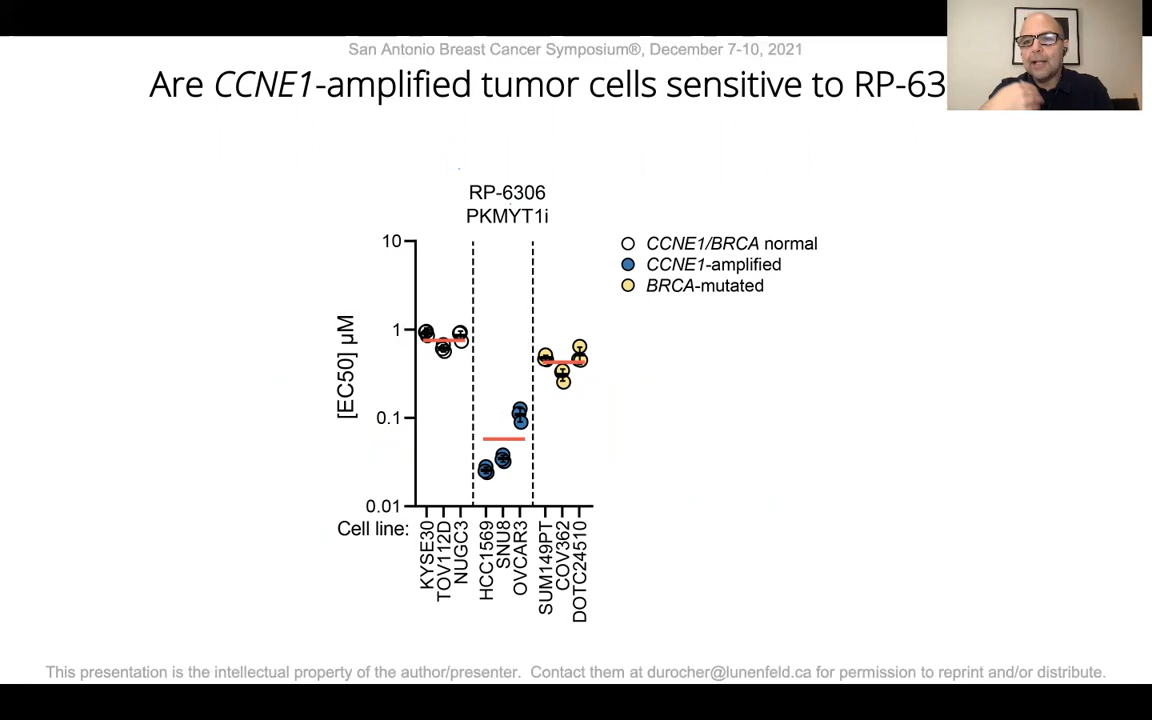 San Antonio Breast Cancer Symposium®, December 7-10, 2021
Are CCNE1-amplified tumor cells sensitive to RP-63
RP-6306
PKMYT1i
CCNE1/BRCA normal
CCNE1-amplified
BRCA-mutated
[EC50] µM
10
1
0.1
0.01
Cell line:
KYSE30
TOV112D
NUGC3
HCC1569
SNU8
OVCAR3
SUM149PT
COV362
DOTC24510
This presentation is the intellectual property of the author/presenter. Contact them at durocher@lunenfeld.ca for permission to reprint and/or distribute.